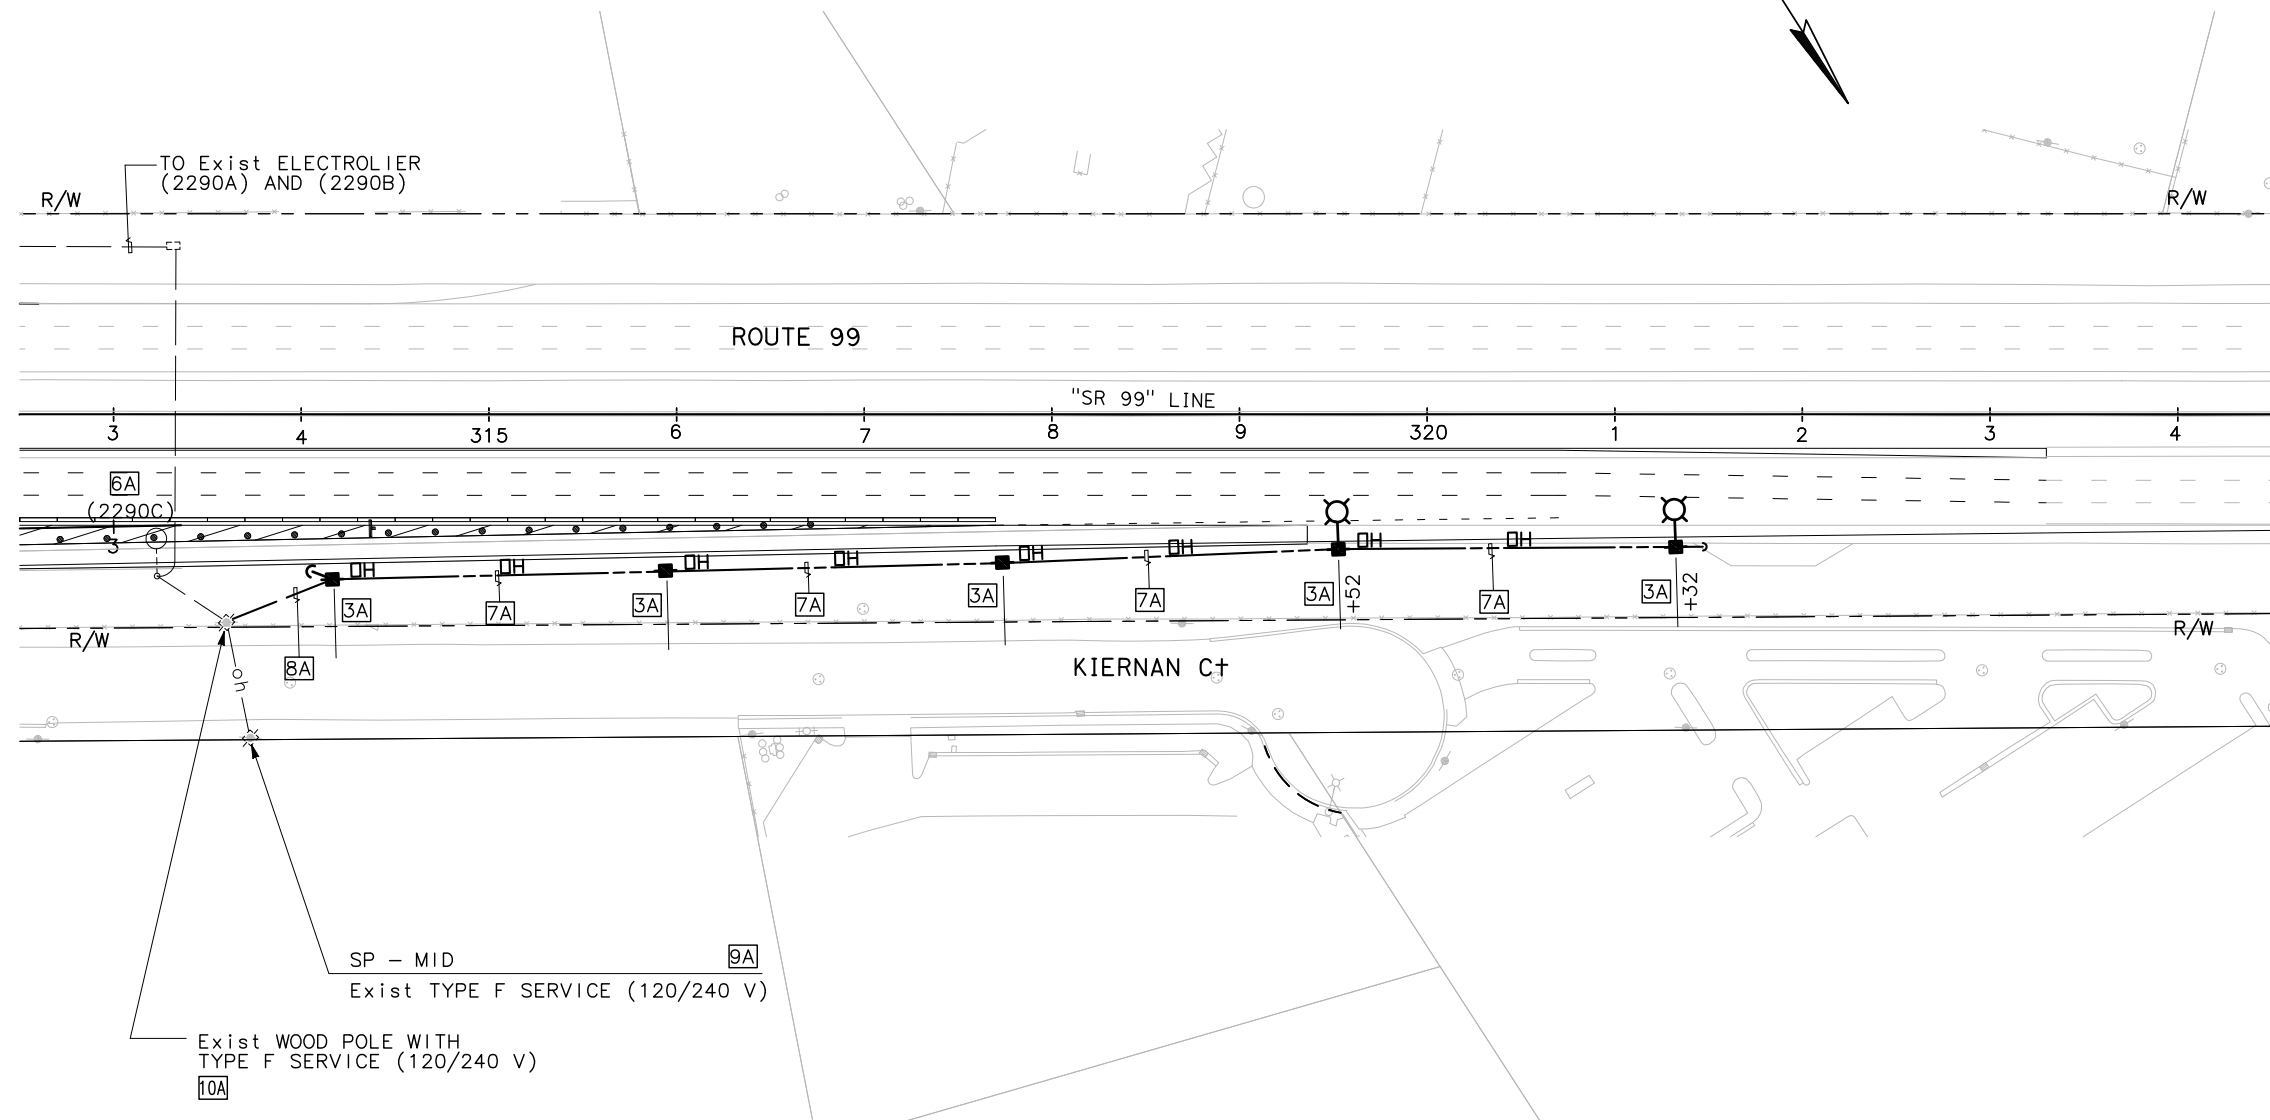 TO Exist ELECTROLIER
(2290A) AND (2290B)
R/W
R/W
ROUTE 99
"SR 99" LINE
3
4
315
6
7
8
9
320
1
2
3
4
6A
(2290C)
3
OH
OH
OH
OH
OH
OH
OH
OH
3A
7A
3A
7A
3A
7A
3A
+52
7A
3A
+32
R/W
R/W
8A
KIERNAN Ct
oh
SP - MID
9A
Exist TYPE F SERVICE (120/240 V)
Exist WOOD POLE WITH
TYPE F SERVICE (120/240 V)
10A